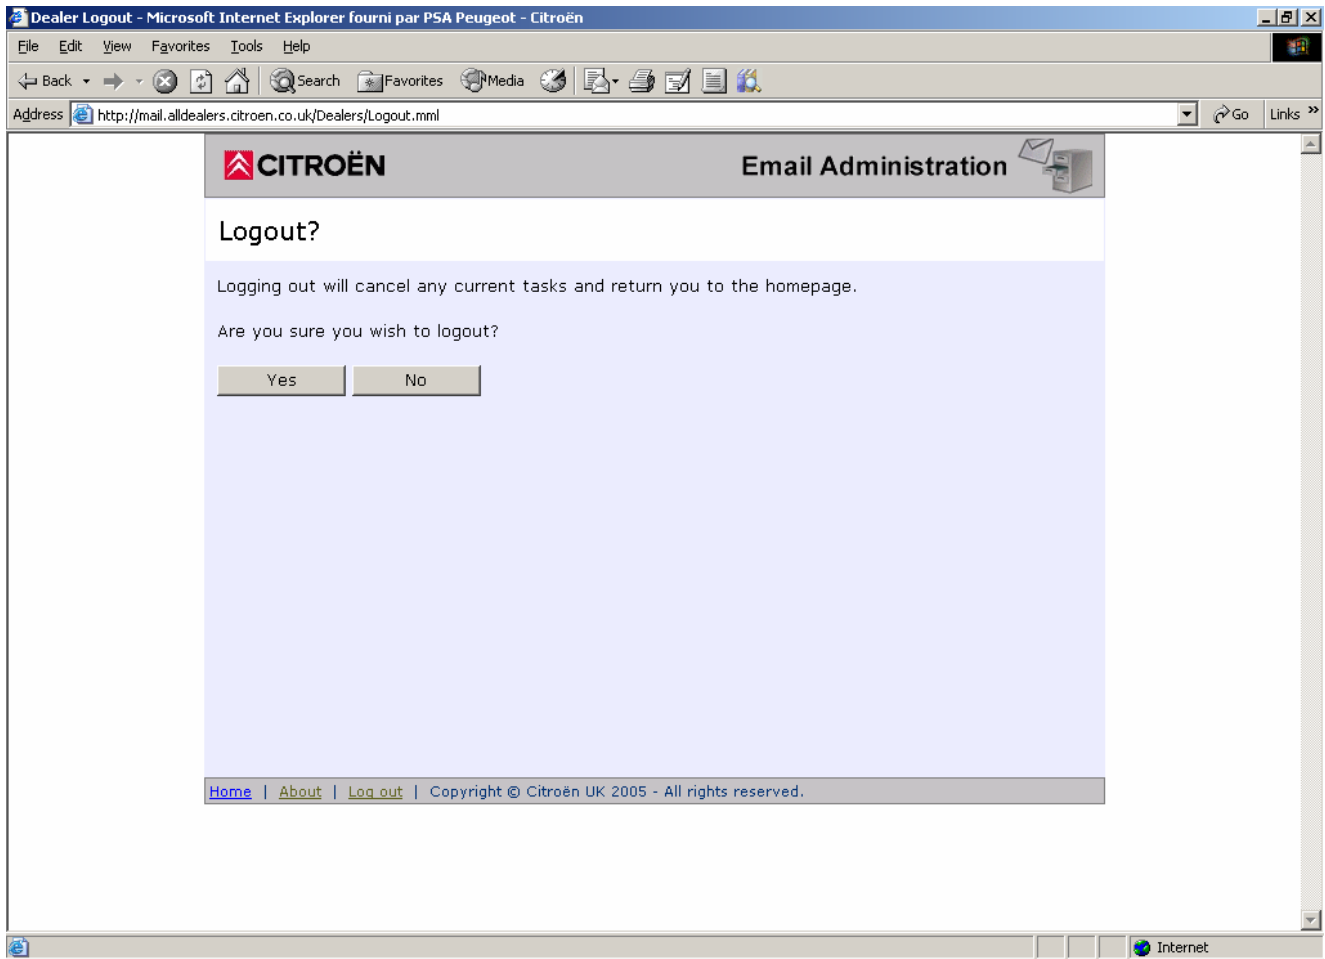 Dealer Logout - Microsoft Internet Explorer fourni par PSA Peugeot - Citroën
File Edit View Favorites Tools Help
Back Search Favorites Media
Address http://mail.alldealers.citroen.co.uk/Dealers/Logout.mml Go Links »
CITROËN Email Administration
Logout?
Logging out will cancel any current tasks and return you to the homepage.
Are you sure you wish to logout?
Yes No
Home | About | Log out | Copyright © Citroën UK 2005 - All rights reserved.
Internet